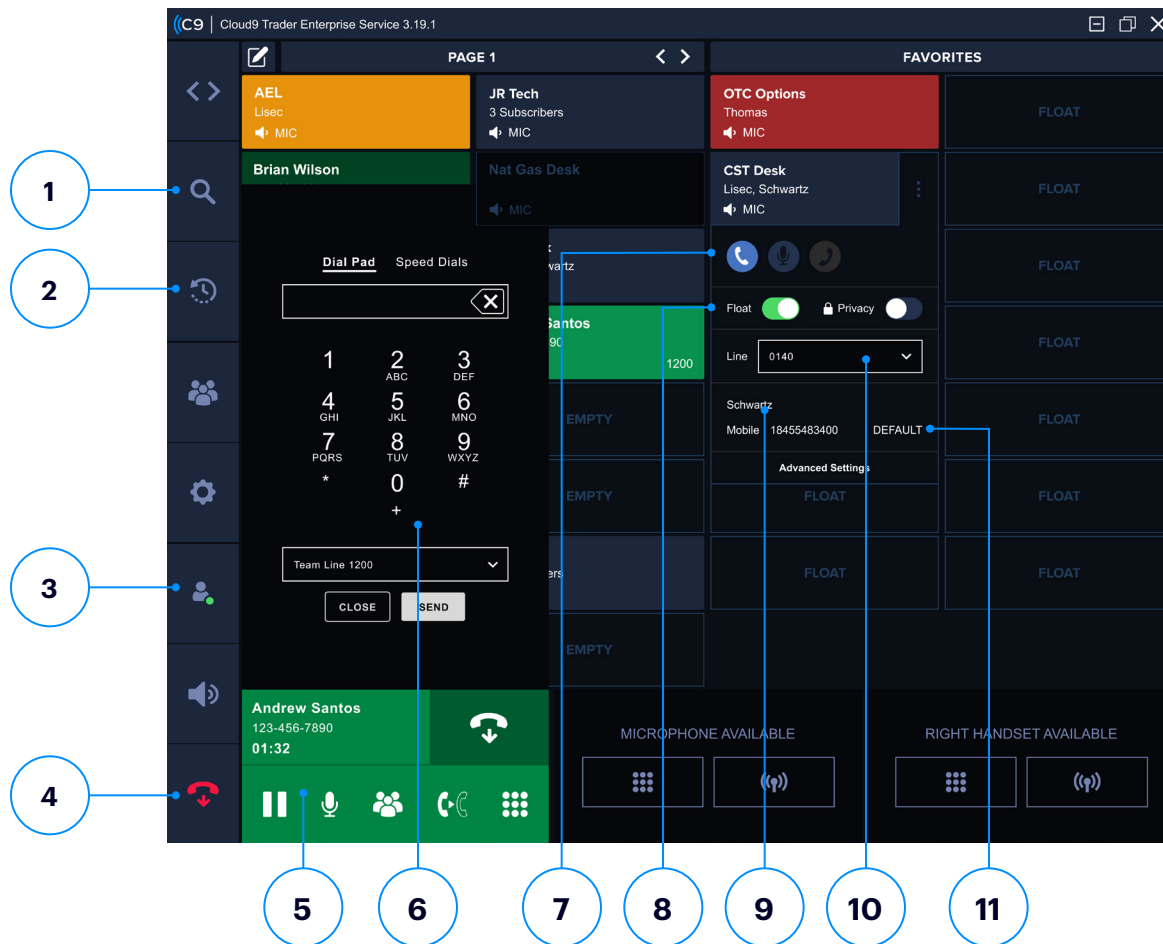 C9 | Cloud9 Trader Enterprise Service 3.19.1
PAGE 1
FAVORITES
AEL
Lisec
MIC
JR Tech
3 Subscribers
MIC
OTC Options
Thomas
MIC
FLOAT
Brian Wilson
Nat Gas Desk
MIC
CST Desk
Lisec, Schwartz
MIC
FLOAT
Dial Pad
Speed Dials
wartz
FLOAT
1
2
ABC
3
DEF
4
GHI
5
JKL
6
MNO
7
PQRS
8
TUV
9
WXYZ
*
0
+
#
Team Line 1200
CLOSE
SEND
Santos
90
1200
EMPTY
EMPTY
ers
EMPTY
Float
Privacy
Line
0140
Schwartz
Mobile 18455483400 DEFAULT
Advanced Settings
FLOAT
FLOAT
FLOAT
FLOAT
FLOAT
FLOAT
Andrew Santos
123-456-7890
01:32
MICROPHONE AVAILABLE
RIGHT HANDSET AVAILABLE
1
2
3
4
5
6
7
8
9
10
11